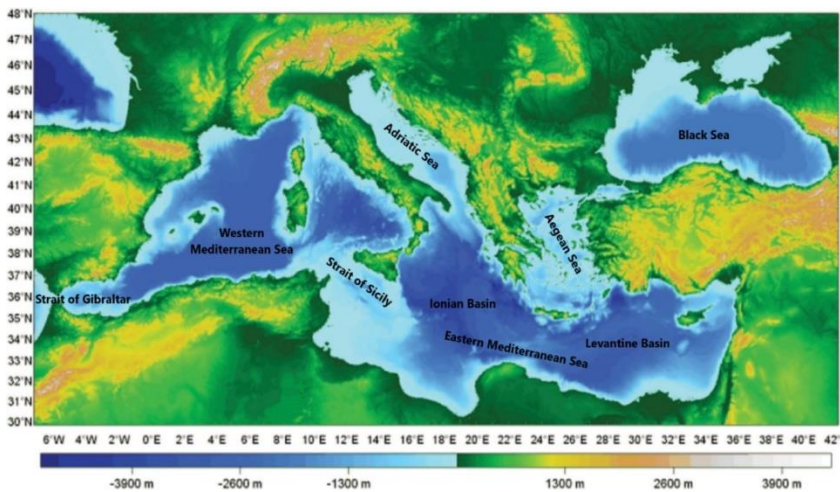 48°N
47°N
46°N
45°N
44°N
43°N
42°N
41°N
40°N
39°N
38°N
37°N
36°N
35°N
34°N
33°N
32°N
31°N
30°N
Black Sea
Adriatic Sea
Aegean Sea
Western
Mediterranean Sea
Strait of Sicily
Strait of Gibraltar
Ionian Basin
Eastern Mediterranean Sea
Levantine Basin
6°W 4°W 2°W 0°E 2°E 4°E 6°E 8°E 10°E 12°E 14°E 16°E 18°E 20°E 22°E 24°E 26°E 28°E 30°E 32°E 34°E 36°E 38°E 40°E 42°
-3900 m -2600 m -1300 m 1300 m 2600 m 3900 m